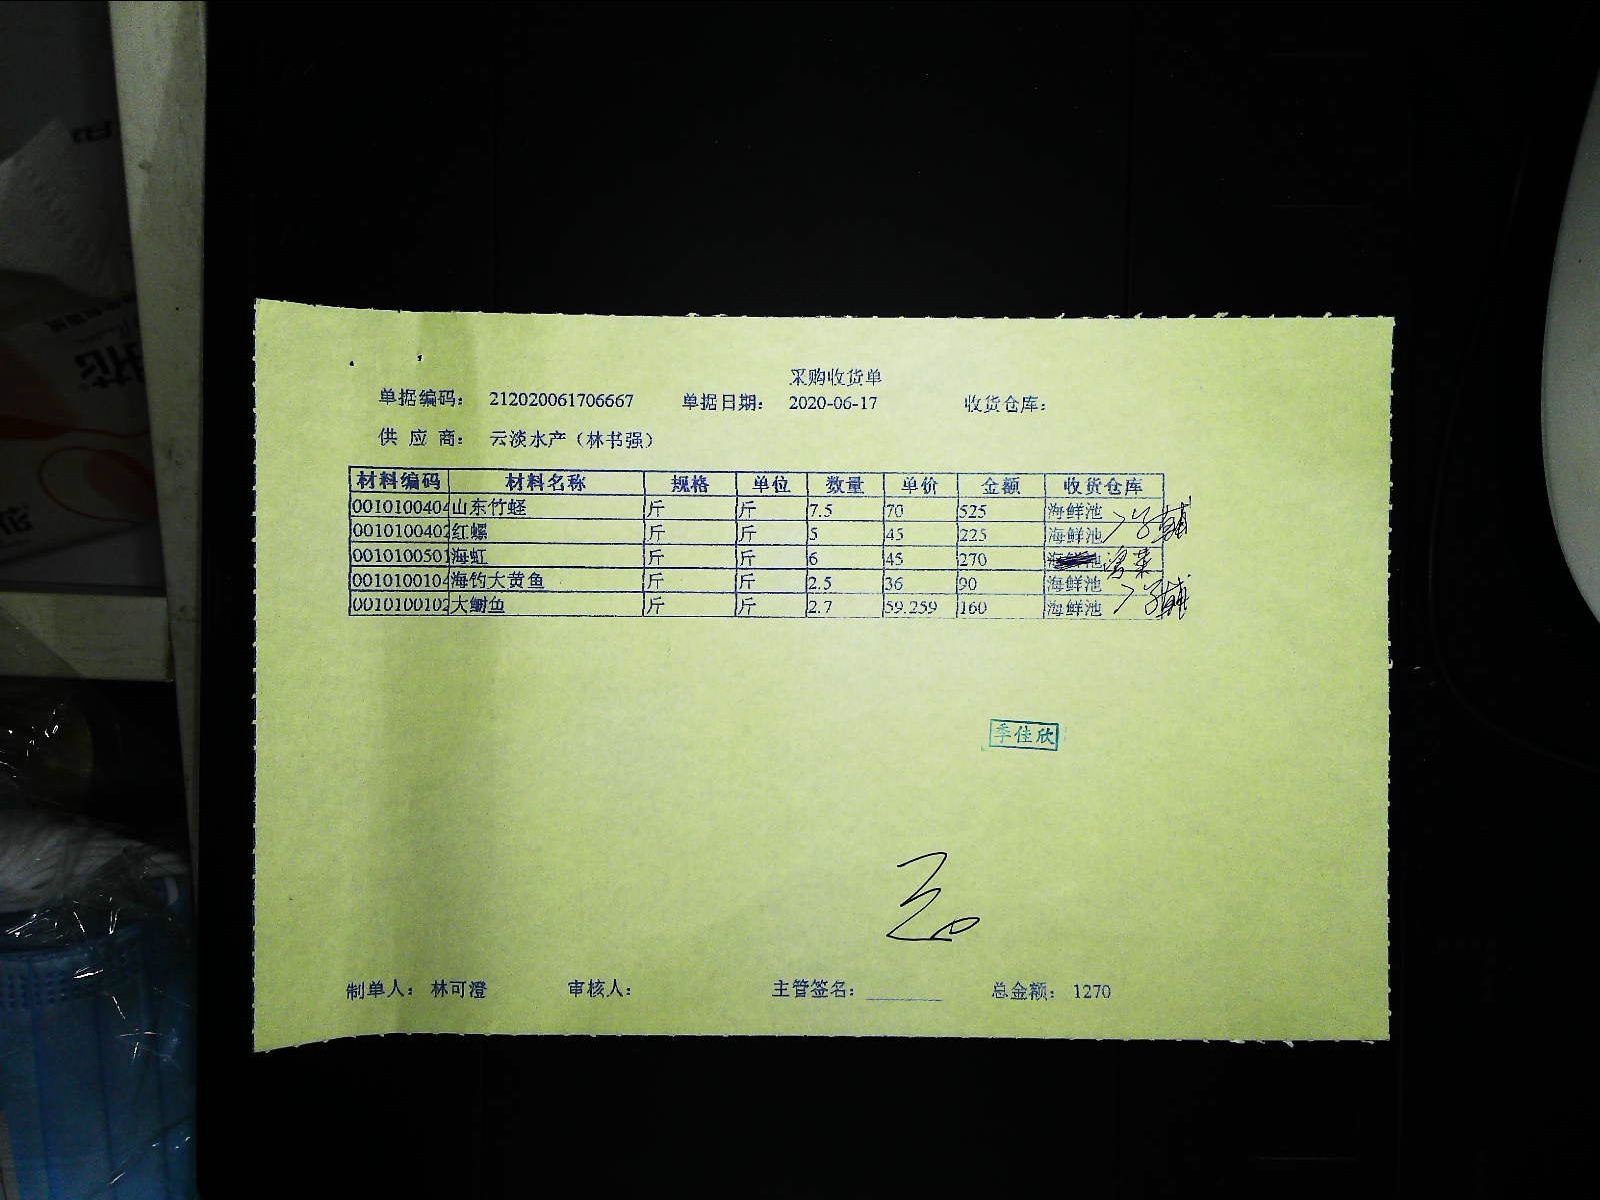 采购收货单
单据编码： 212020061706667 单据日期： 2020-06-17 收货仓库：
供 应 商： 云淡水产（林书强）
材料编码 材料名称 规格 单位 数量 单价 金额 收货仓库
0010100404 山东竹蛏 斤 斤 7.5 70 525 海鲜池
0010100402 红螺 斤 斤 5 45 225 海鲜池
0010100501 海虹 斤 斤 6 45 270
0010100104 海钓大黄鱼 斤 斤 2.5 36 90 海鲜池
0010100102 大鲥鱼 斤 斤 2.7 59.259 160 海鲜池
季佳欣
制单人： 林可澄 审核人： 主管签名： 总金额： 1270